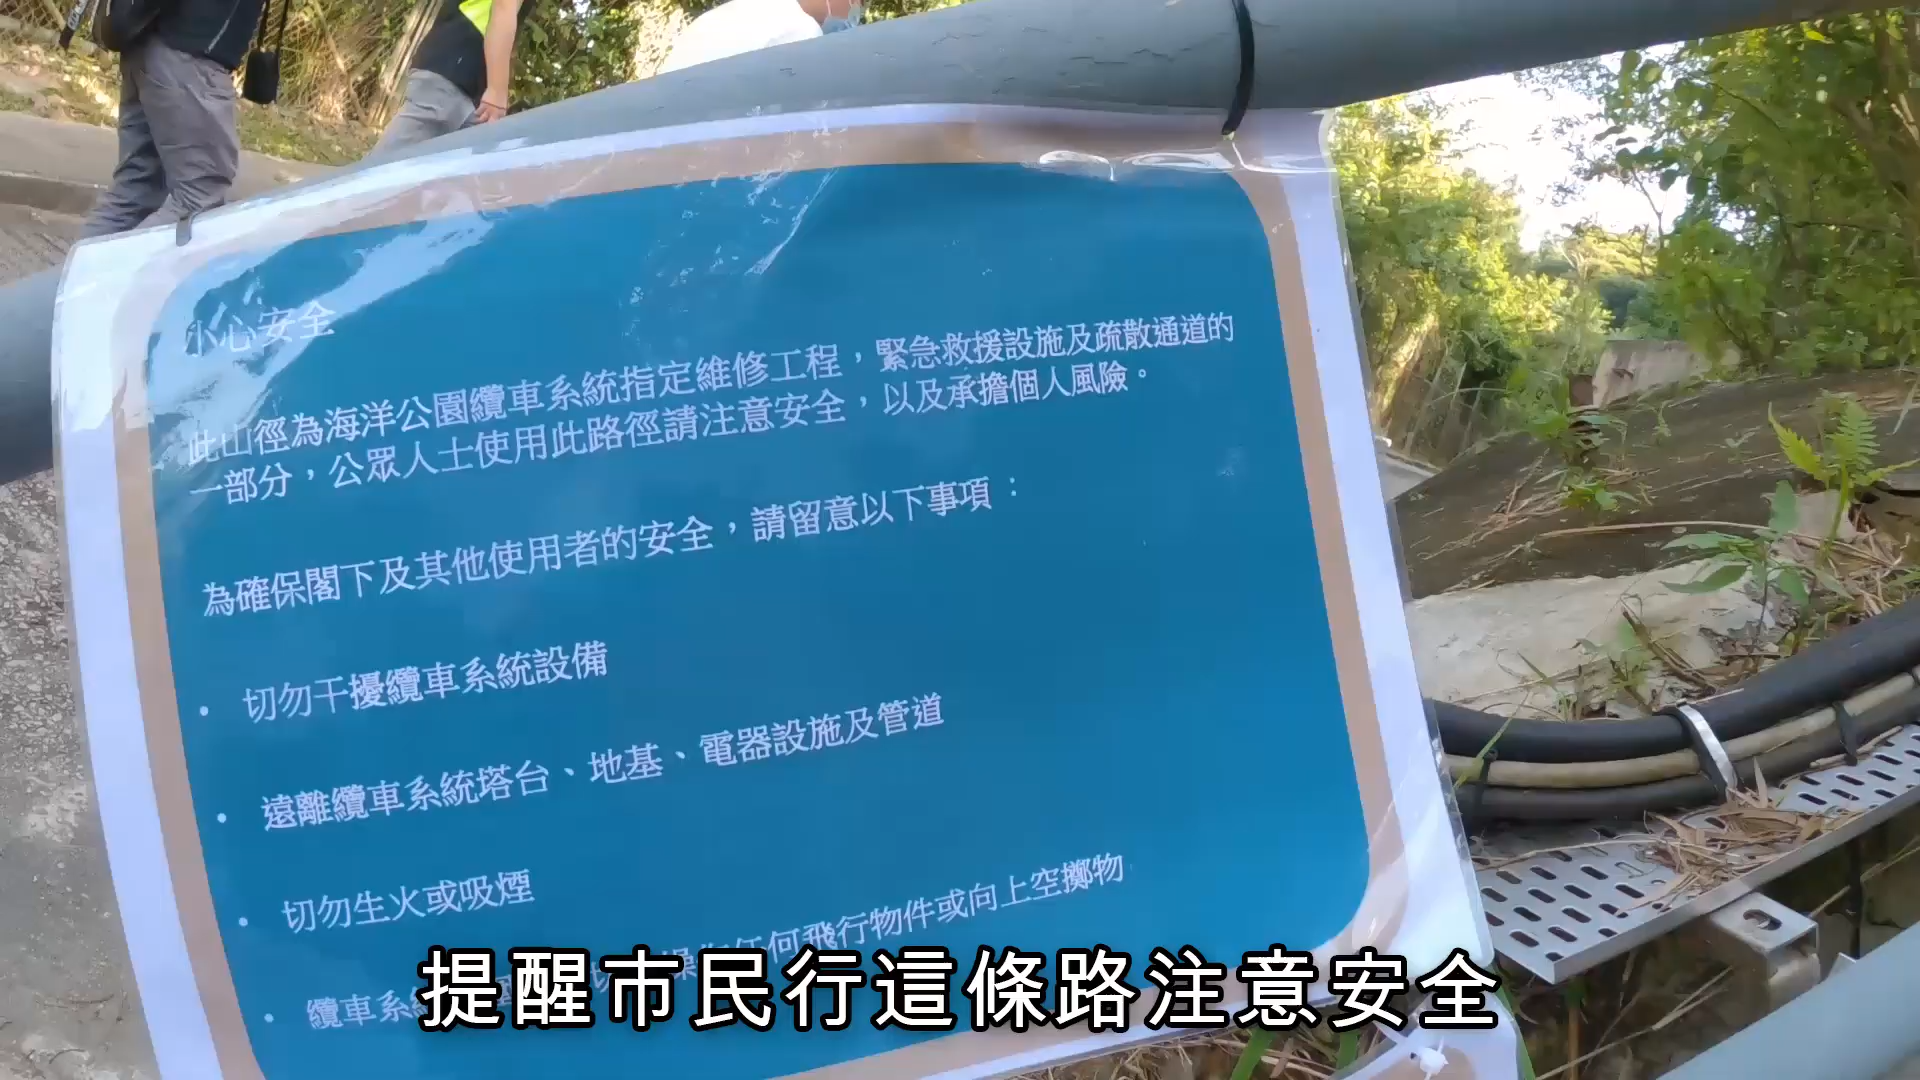 小心安全
此山徑為海洋公園纜車系統指定維修工程，緊急救援設施及疏散通道的
一部分，公眾人士使用此路徑請注意安全，以及承擔個人風險。
為確保閣下及其他使用者的安全，請留意以下事項：
• 切勿干擾纜車系統設備
• 遠離纜車系統塔台、地基、電器設施及管道
• 切勿生火或吸煙
• 纜車系統 任何飛行物件或向上空擲物
提醒市民行這條路注意安全